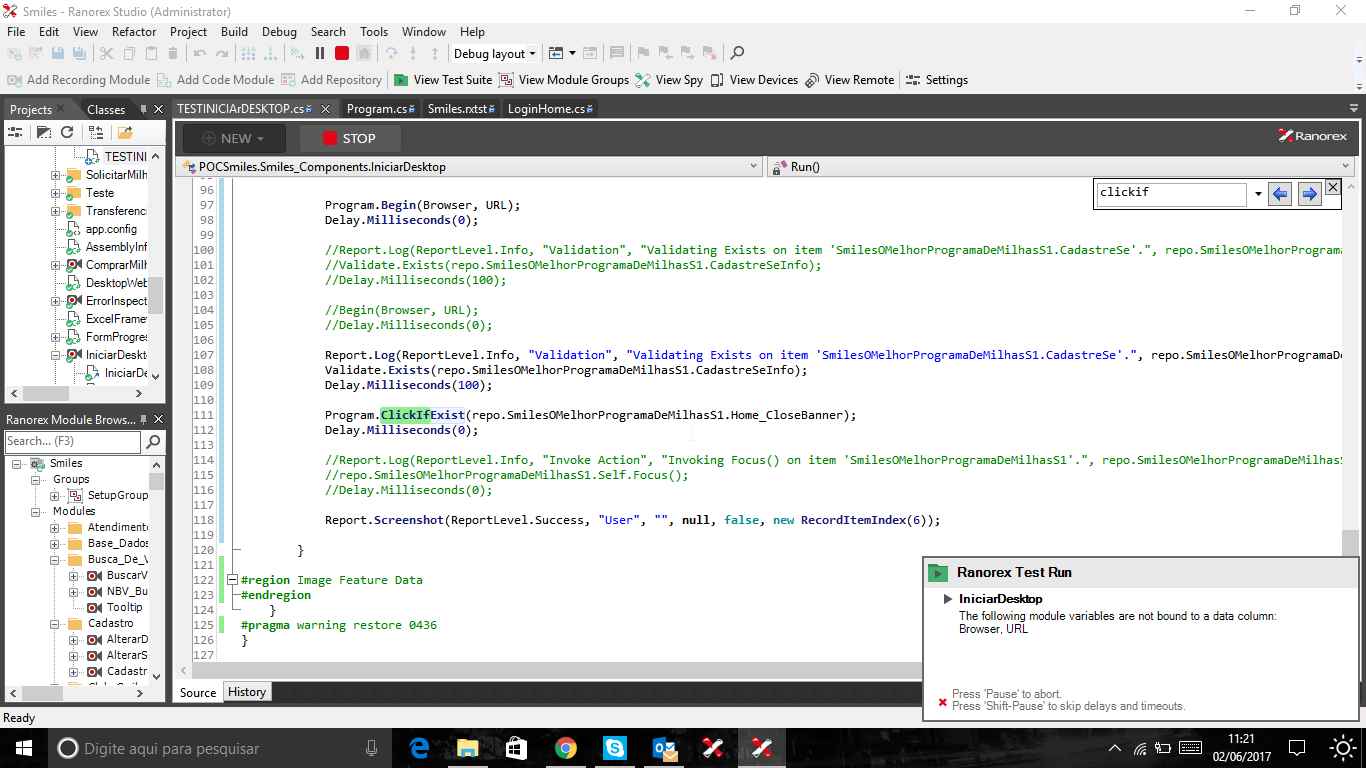 Smiles - Ranorex Studio (Administrator)
File Edit View Refactor Project Build Debug Search Tools Window Help
Debug layout
Add Recording Module Add Code Module Add Repository View Test Suite View Module Groups View Spy View Devices View Remote Settings
Projects Classes
TESTINICIArDESKTOP.cs Program.cs Smiles.rxtst LoginHome.cs
NEW STOP Ranorex
POCSmiles.Smiles_Components.IniciarDesktop Run()
clickif
TESTINI
SolicitarMilh
Teste
Transferenc
app.config
AssemblyInf
ComprarMilh
DesktopWeb
ErrorInspect
ExcelFrame
FormProgres
IniciarDeskt
IniciarDe
96
97 Program.Begin(Browser, URL);
98 Delay.Milliseconds(0);
99
100 //Report.Log(ReportLevel.Info, "Validation", "Validating Exists on item 'SmilesOMelhorProgramaDeMilhasS1.CadastreSe'.", repo.SmilesOMelhorPrograma
101 //Validate.Exists(repo.SmilesOMelhorProgramaDeMilhasS1.CadastreSeInfo);
102 //Delay.Milliseconds(100);
103
104 //Begin(Browser, URL);
105 //Delay.Milliseconds(0);
106
107 Report.Log(ReportLevel.Info, "Validation", "Validating Exists on item 'SmilesOMelhorProgramaDeMilhasS1.CadastreSe'.", repo.SmilesOMelhorProgramaDe
108 Validate.Exists(repo.SmilesOMelhorProgramaDeMilhasS1.CadastreSeInfo);
109 Delay.Milliseconds(100);
110
111 Program.ClickIfExist(repo.SmilesOMelhorProgramaDeMilhasS1.Home_CloseBanner);
112 Delay.Milliseconds(0);
113
114 //Report.Log(ReportLevel.Info, "Invoke Action", "Invoking Focus() on item 'SmilesOMelhorProgramaDeMilhasS1'.", repo.SmilesOMelhorProgramaDeMilhasS
115 //repo.SmilesOMelhorProgramaDeMilhasS1.Self.Focus();
116 //Delay.Milliseconds(0);
117
118 Report.Screenshot(ReportLevel.Success, "User", "", null, false, new RecordItemIndex(6));
119
120 }
121
122 #region Image Feature Data
123 #endregion
124 }
125 #pragma warning restore 0436
126 }
127
Ranorex Module Brows...
Search... (F3)
Smiles
Groups
SetupGroup
Modules
Atendimento
Base_Dados
Busca_De_V
BuscarV
NBV_Bu
Tooltip
Cadastro
AlterarD
AlterarS
Cadastr
Source History
Ranorex Test Run
IniciarDesktop
The following module variables are not bound to a data column:
Browser, URL
Press 'Pause' to abort.
Press 'Shift-Pause' to skip delays and timeouts.
Ready
Digite aqui para pesquisar
11:21
02/06/2017